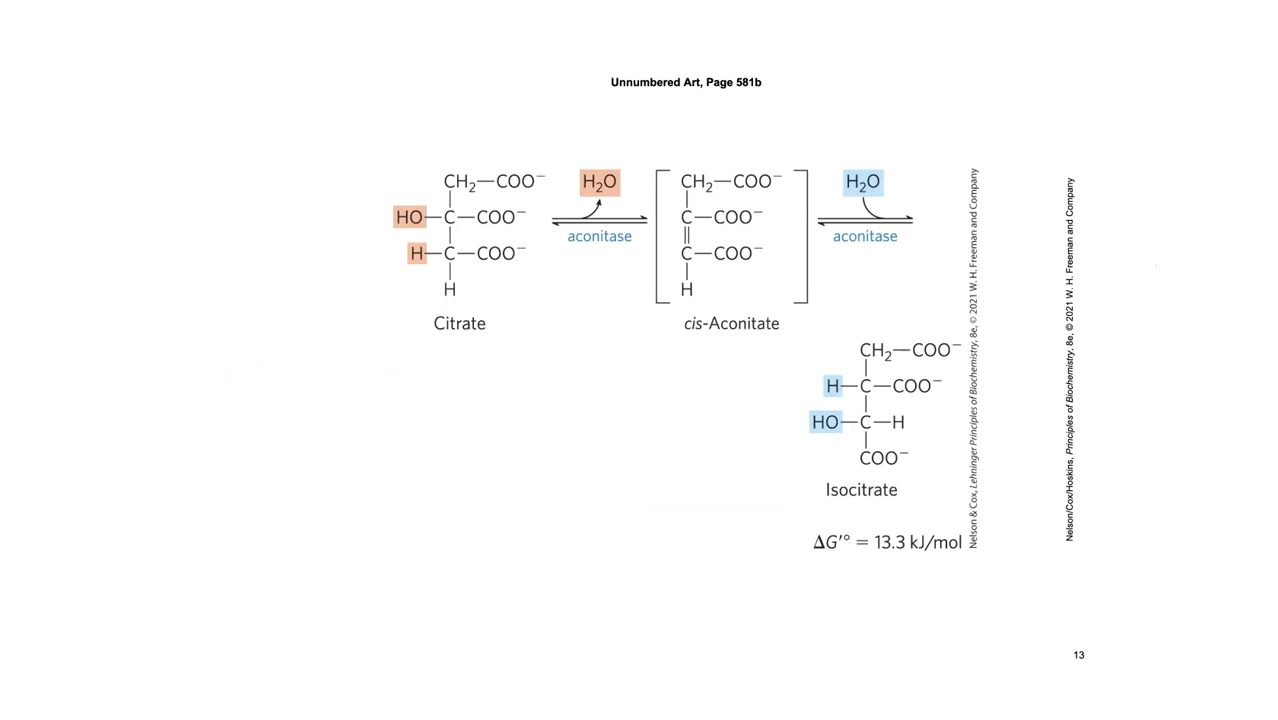 Unnumbered Art, Page 581b
CH₂—COO⁻
HO—C—COO⁻
H—C—COO⁻
H
Citrate
H₂O
aconitase
CH₂—COO⁻
C—COO⁻
C—COO⁻
H
cis-Aconitate
H₂O
aconitase
CH₂—COO⁻
H—C—COO⁻
HO—C—H
COO⁻
Isocitrate
ΔG′° = 13.3 kJ/mol
Nelson & Cox, Lehninger Principles of Biochemistry, 8e, © 2021 W. H. Freeman and Company
Nelson/Cox/Hoskins, Principles of Biochemistry, 8e, © 2021 W. H. Freeman and Company
13